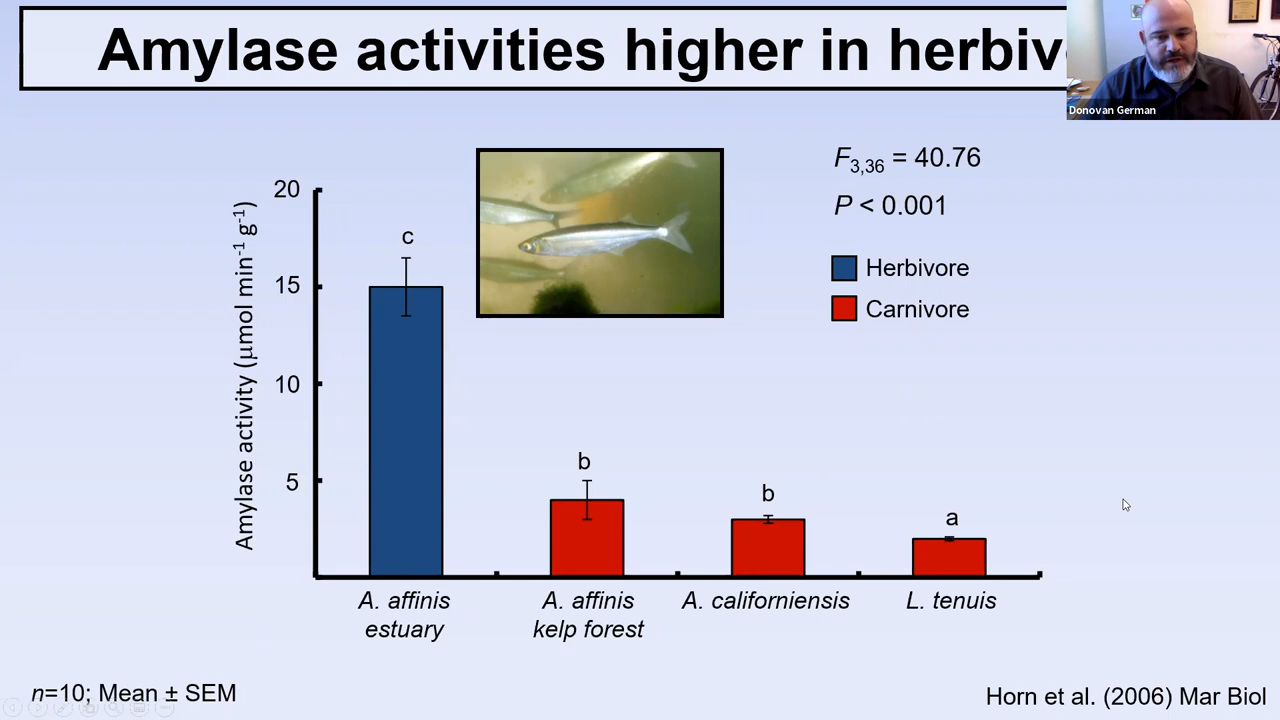 Amylase activities higher in herbiv
Donovan German
F3,36 = 40.76
P < 0.001
Herbivore
Carnivore
Amylase activity (μmol min-1 g-1)
20
15
10
5
c
b
b
a
A. affinis
estuary
A. affinis
kelp forest
A. californiensis
L. tenuis
n=10; Mean ± SEM
Horn et al. (2006) Mar Biol